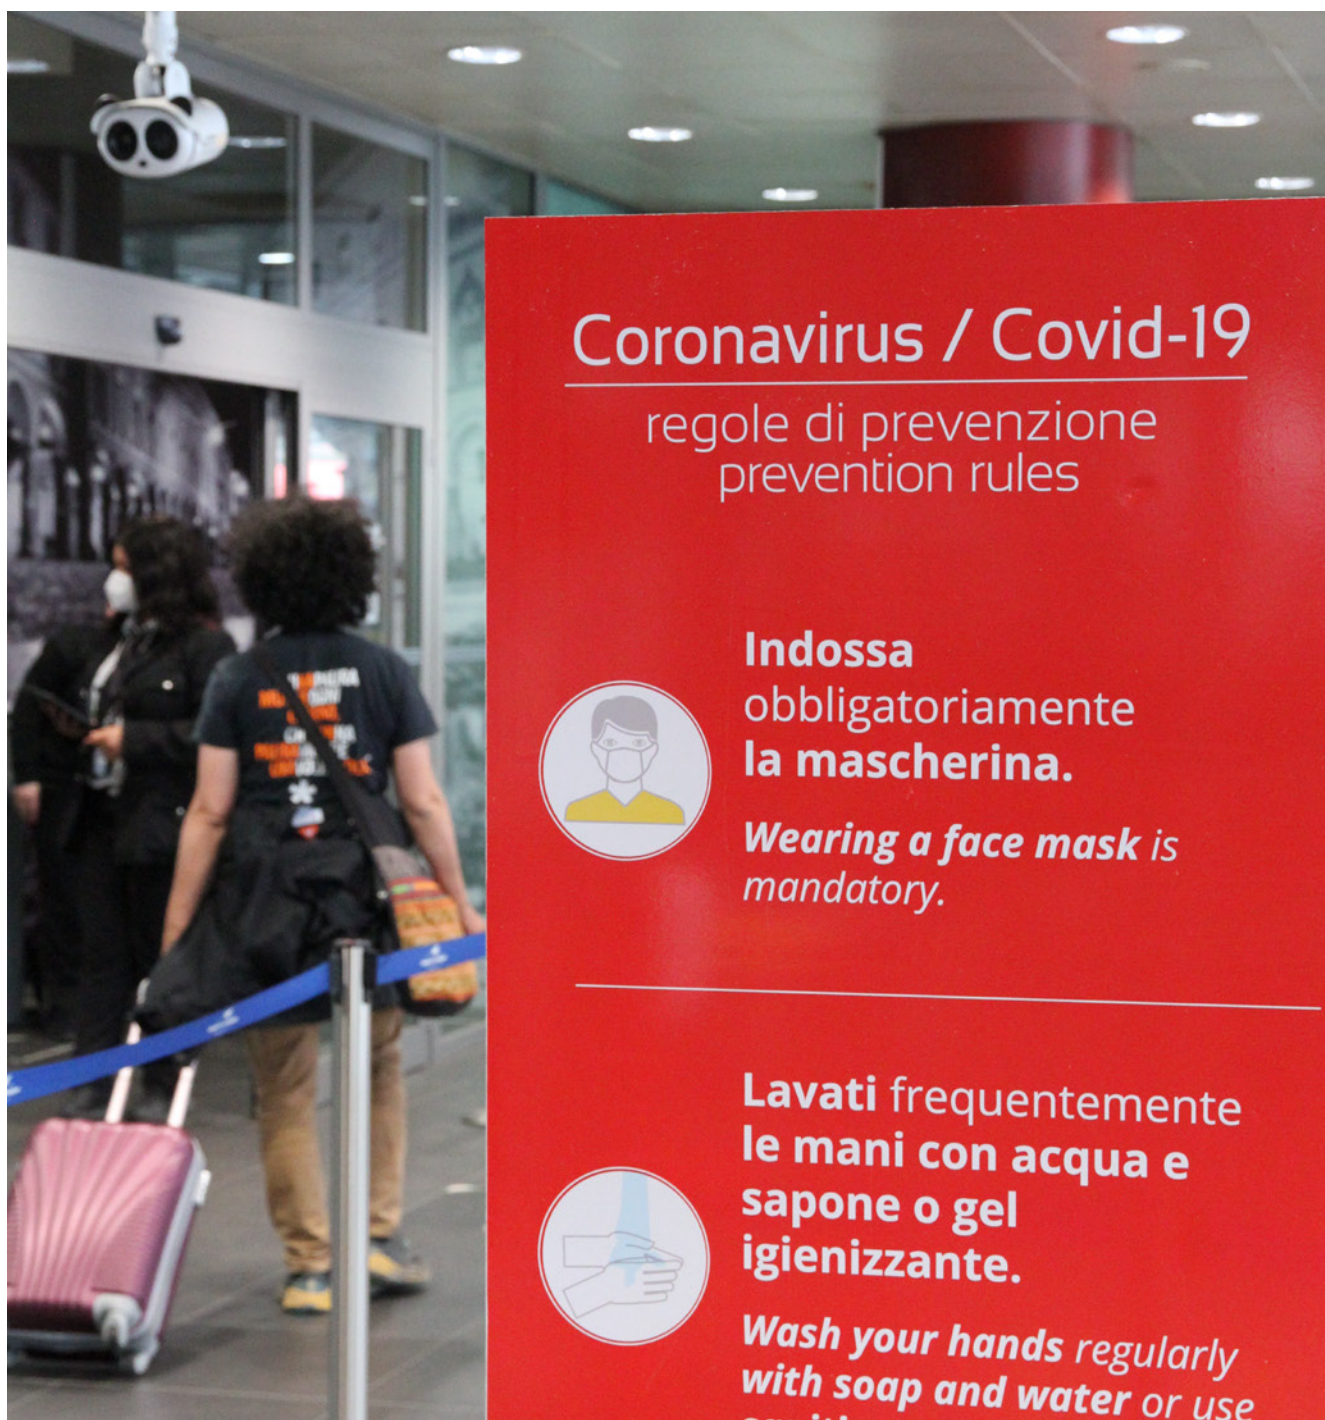 Coronavirus / Covid-19
regole di prevenzione
prevention rules
Indossa
obbligatoriamente
la mascherina.
Wearing a face mask is
mandatory.
Lavati frequentemente
le mani con acqua e
sapone o gel
igienizzante.
Wash your hands regularly
with soap and water or use